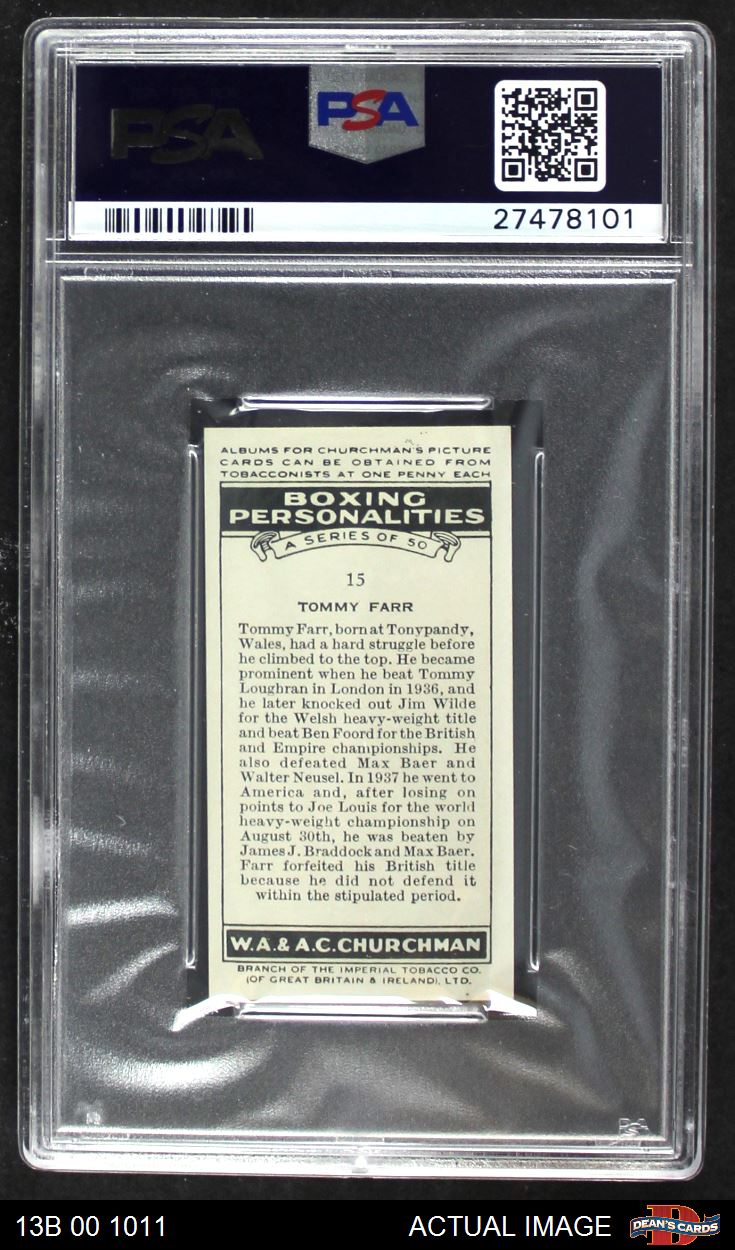 PSA
PSA
27478101
ALBUMS FOR CHURCHMAN'S PICTURE
CARDS CAN BE OBTAINED FROM
TOBACCONISTS AT ONE PENNY EACH
BOXING
PERSONALITIES
A SERIES OF 50
15
TOMMY FARR
Tommy Farr, born at Tonypandy,
Wales, had a hard struggle before
he climbed to the top. He became
prominent when he beat Tommy
Loughran in London in 1936, and
he later knocked out Jim Wilde
for the Welsh heavy-weight title
and beat Ben Foord for the British
and Empire championships. He
also defeated Max Baer and
Walter Neusel. In 1937 he went to
America and, after losing on
points to Joe Louis for the world
heavy-weight championship on
August 30th, he was beaten by
James J. Braddock and Max Baer.
Farr forfeited his British title
because he did not defend it
within the stipulated period.
W.A. & A.C. CHURCHMAN
BRANCH OF THE IMPERIAL TOBACCO CO.
(OF GREAT BRITAIN & IRELAND), LTD.
PSA
13B 00 1011
ACTUAL IMAGE
D
DEAN'S CARDS